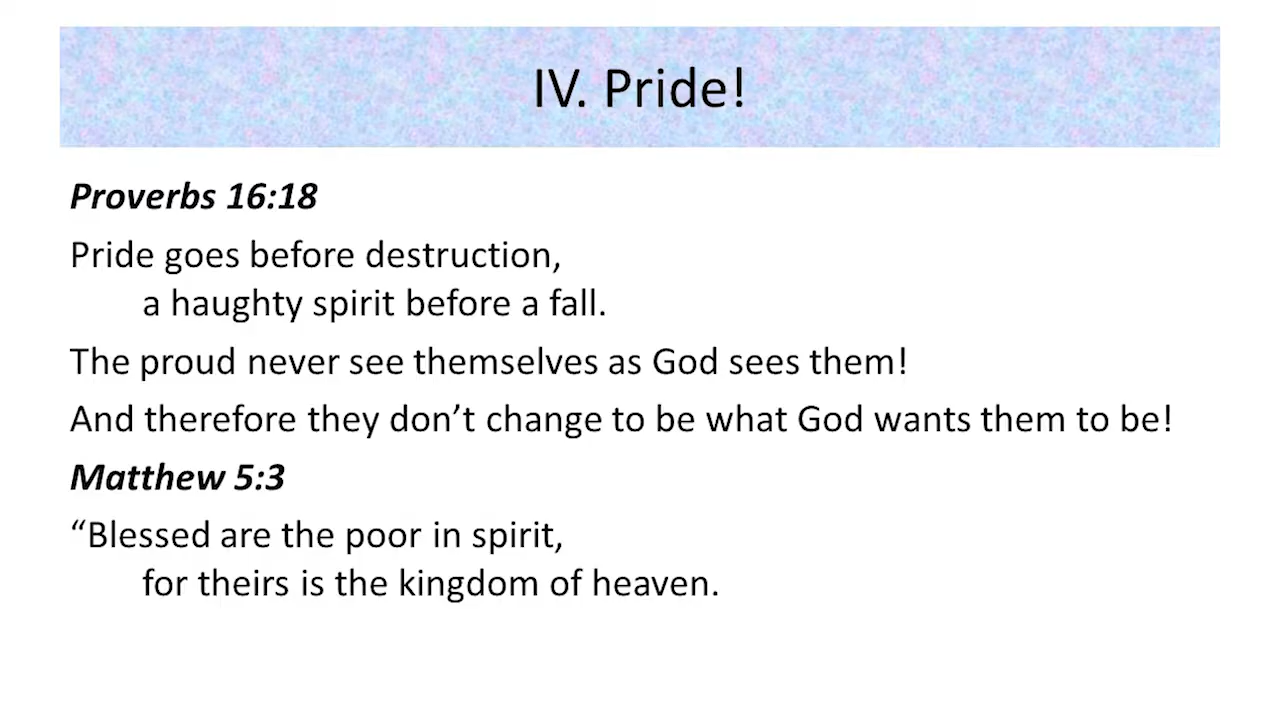 IV. Pride!
Proverbs 16:18
Pride goes before destruction,
a haughty spirit before a fall.
The proud never see themselves as God sees them!
And therefore they don’t change to be what God wants them to be!
Matthew 5:3
“Blessed are the poor in spirit,
for theirs is the kingdom of heaven.